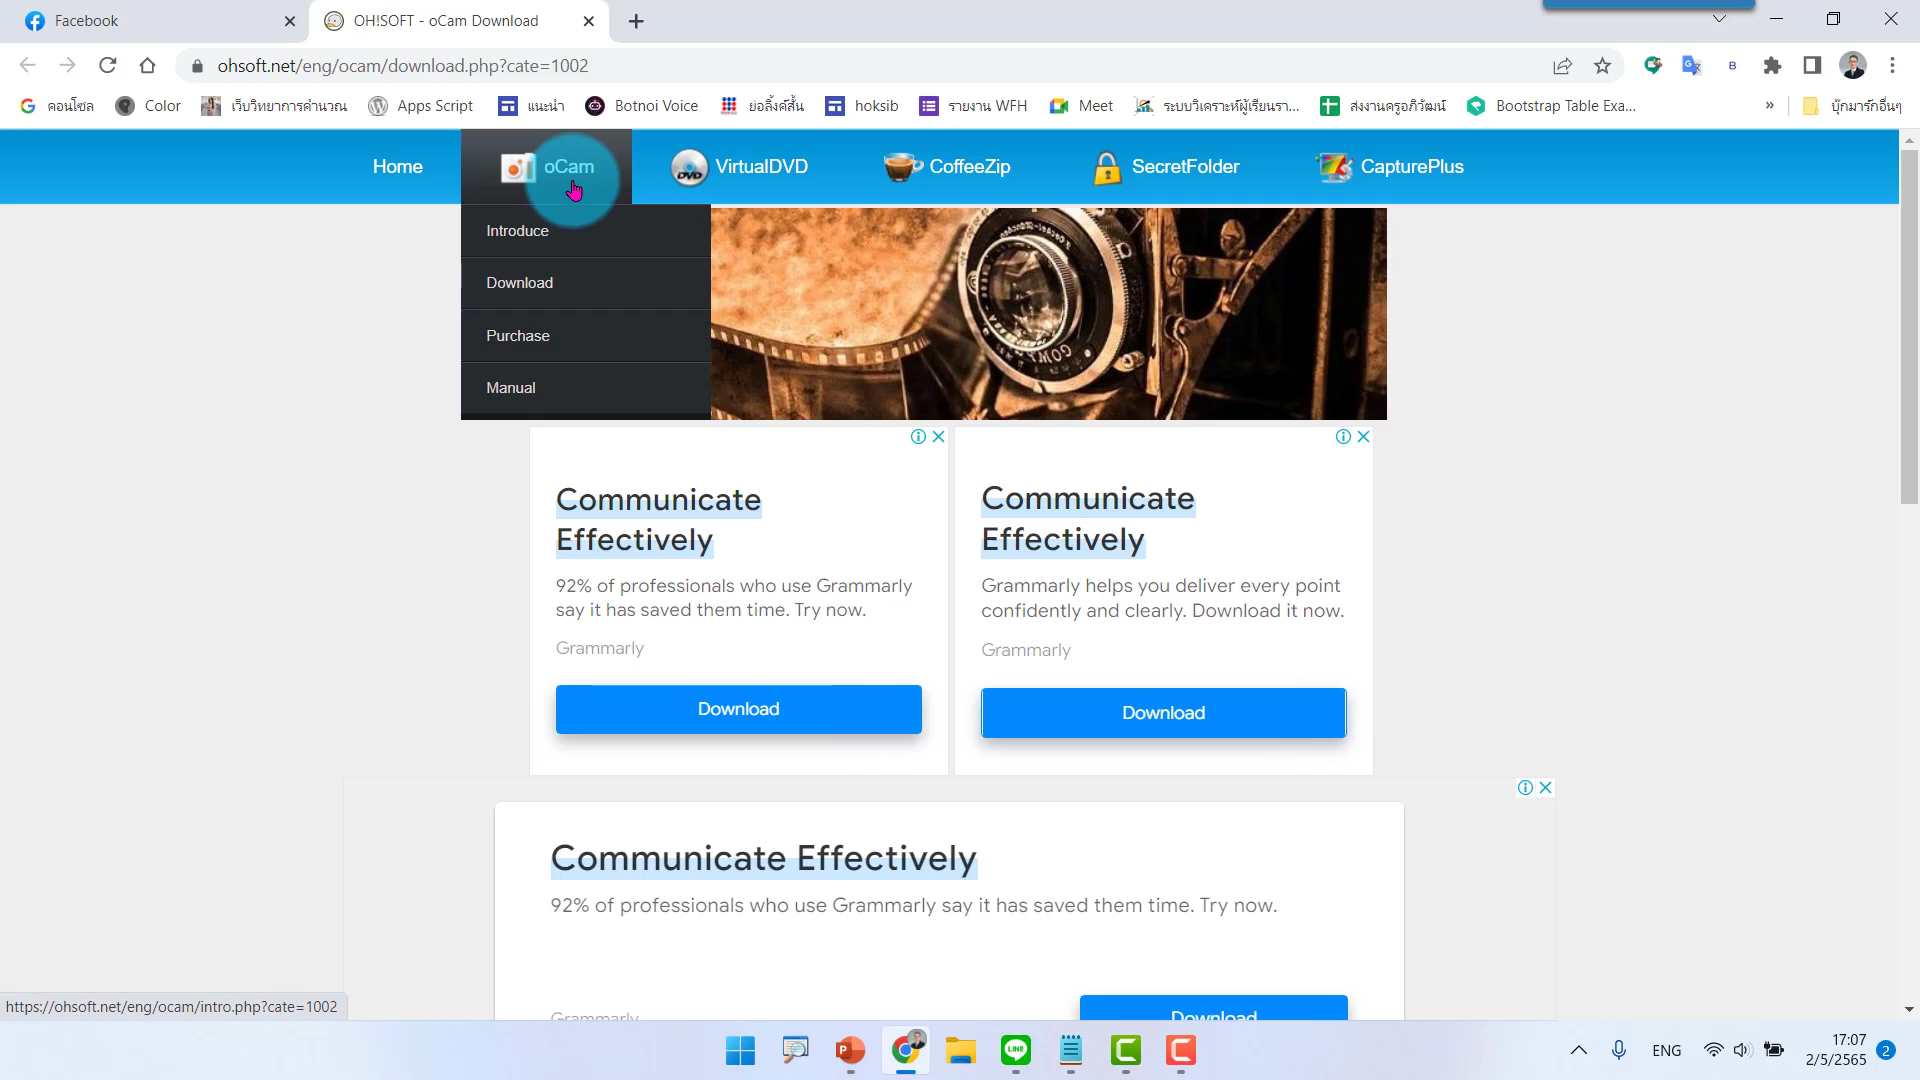 Facebook
OH!SOFT - oCam Download
ohsoft.net/eng/ocam/download.php?cate=1002
คอนโซล
Color
เว็บวิทยาการคำนวณ
Apps Script
แนะนำ
Botnoi Voice
ย่อลิ้งค์สั้น
hoksib
รายงาน WFH
Meet
ระบบวิเคราะห์ผู้เรียนรา...
ส่งงานครูอภิวัฒน์
Bootstrap Table Exa...
»
บุ๊กมาร์กอื่นๆ
Home
oCam
VirtualDVD
CoffeeZip
SecretFolder
CapturePlus
Introduce
Download
Purchase
Manual
Communicate
Effectively
92% of professionals who use Grammarly
say it has saved them time. Try now.
Grammarly
Download
Communicate
Effectively
Grammarly helps you deliver every point
confidently and clearly. Download it now.
Grammarly
Download
Communicate Effectively
92% of professionals who use Grammarly say it has saved them time. Try now.
Grammarly
Download
https://ohsoft.net/eng/ocam/intro.php?cate=1002
ENG
17:07
2/5/2565
2